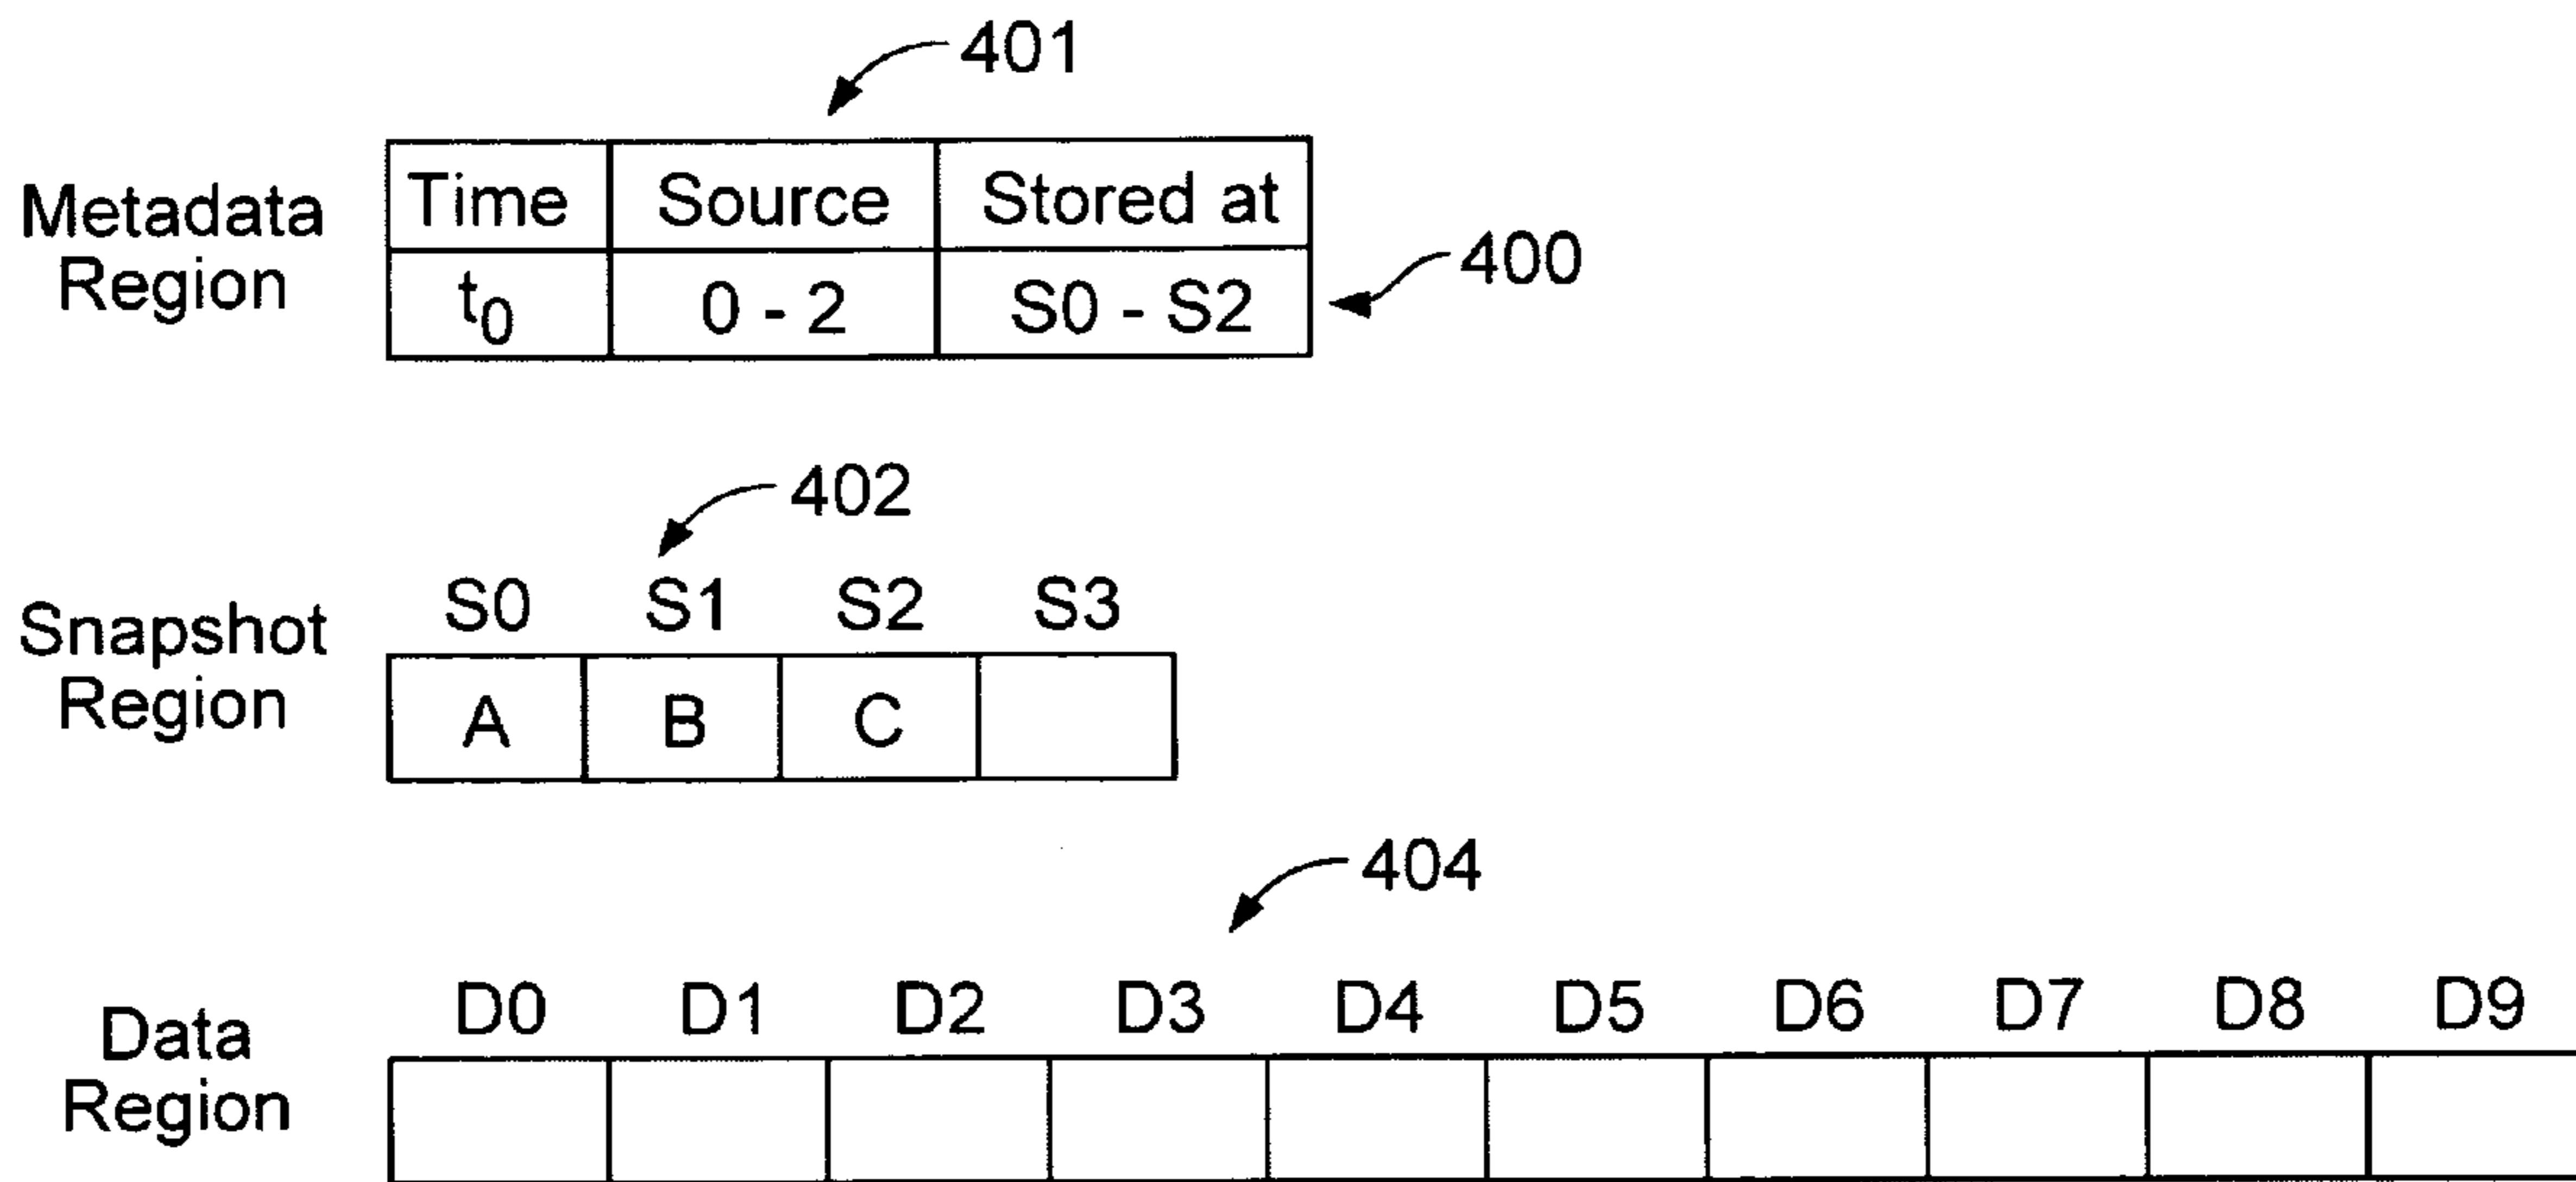 401
Metadata Region
Time Source Stored at
t0 0 - 2 S0 - S2
400
402
Snapshot Region
S0 S1 S2 S3
A B C
404
Data Region
D0 D1 D2 D3 D4 D5 D6 D7 D8 D9